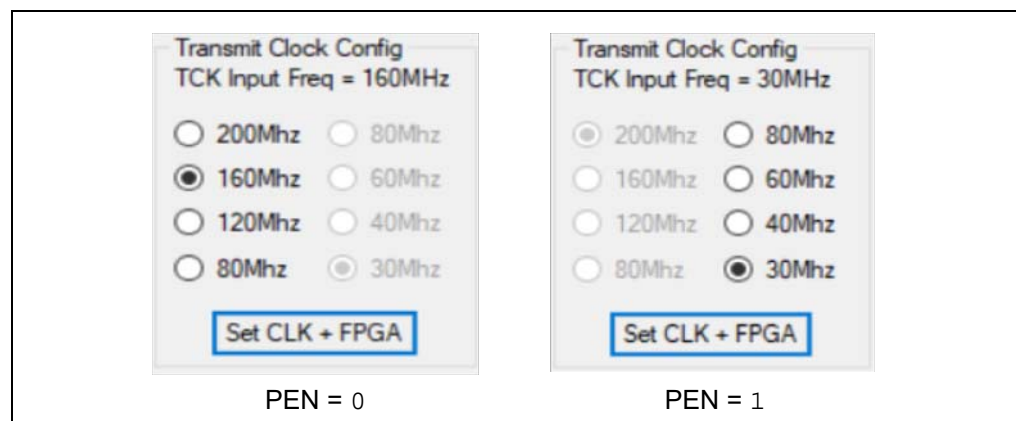 Transmit Clock Config
TCK Input Freq = 160MHz
200Mhz 80Mhz
160Mhz 60Mhz
120Mhz 40Mhz
80Mhz 30Mhz
Set CLK + FPGA
PEN = 0
Transmit Clock Config
TCK Input Freq = 30MHz
200Mhz 80Mhz
160Mhz 60Mhz
120Mhz 40Mhz
80Mhz 30Mhz
Set CLK + FPGA
PEN = 1